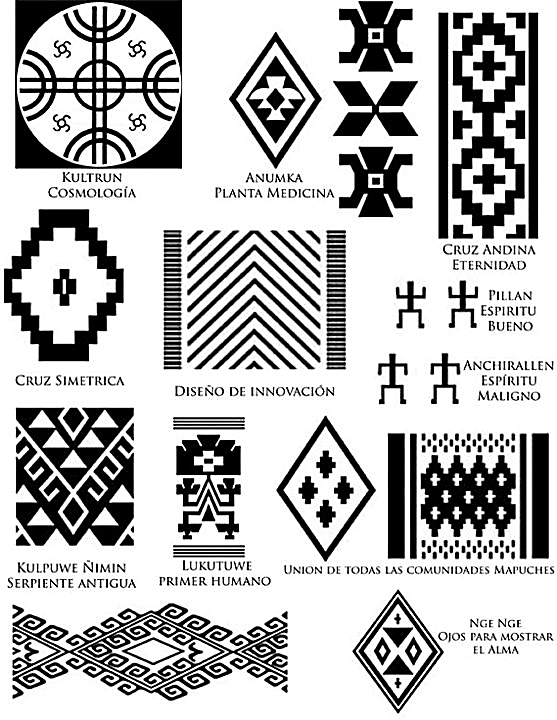 Kultrun
Cosmología
Anumka
Planta Medicina
Cruz Andina
Eternidad
Pillan
Espiritu
Bueno
Anchirallen
Espíritu
Maligno
Cruz Simetrica
Diseño de innovación
Kulpuwe Ñimin
Serpiente antigua
Lukutuwe
primer humano
Union de todas las comunidades Mapuches
Nge Nge
Ojos para mostrar
el Alma